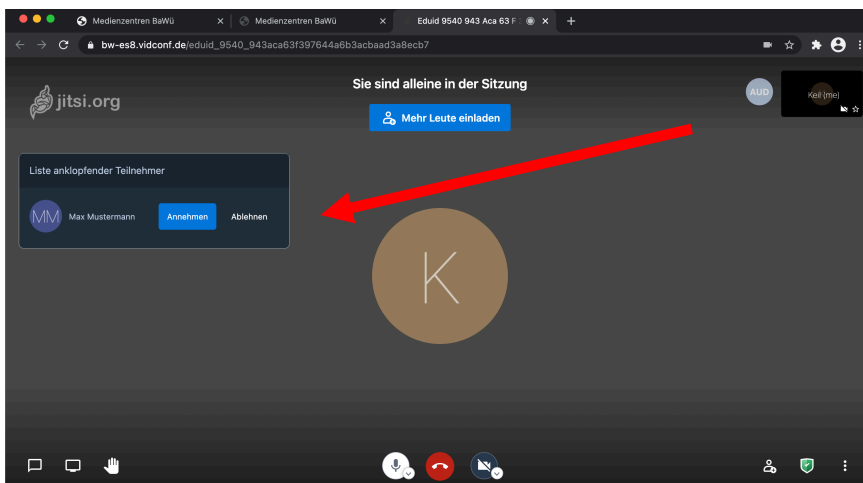 Medienzentren BaWü
Medienzentren BaWü
Eduid 9540 943 Aca 63 F
bw-es8.vidconf.de/eduid_9540_943aca63f397644a6b3acbaad3a8ecb7
jitsi.org
Sie sind alleine in der Sitzung
Mehr Leute einladen
AUD
Keil (me)
Liste anklopfender Teilnehmer
MM Max Mustermann Annehmen Ablehnen
K